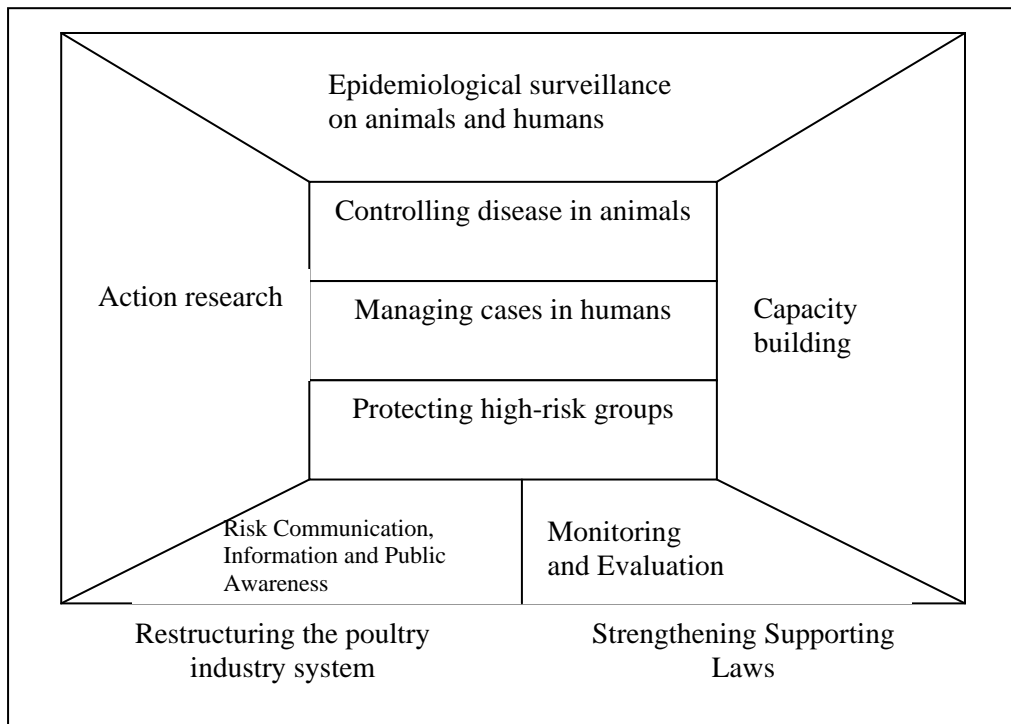 Epidemiological surveillance
on animals and humans
Controlling disease in animals
Action research
Managing cases in humans
Capacity
building
Protecting high-risk groups
Risk Communication,
Information and Public
Awareness
Monitoring
and Evaluation
Restructuring the poultry
industry system
Strengthening Supporting
Laws